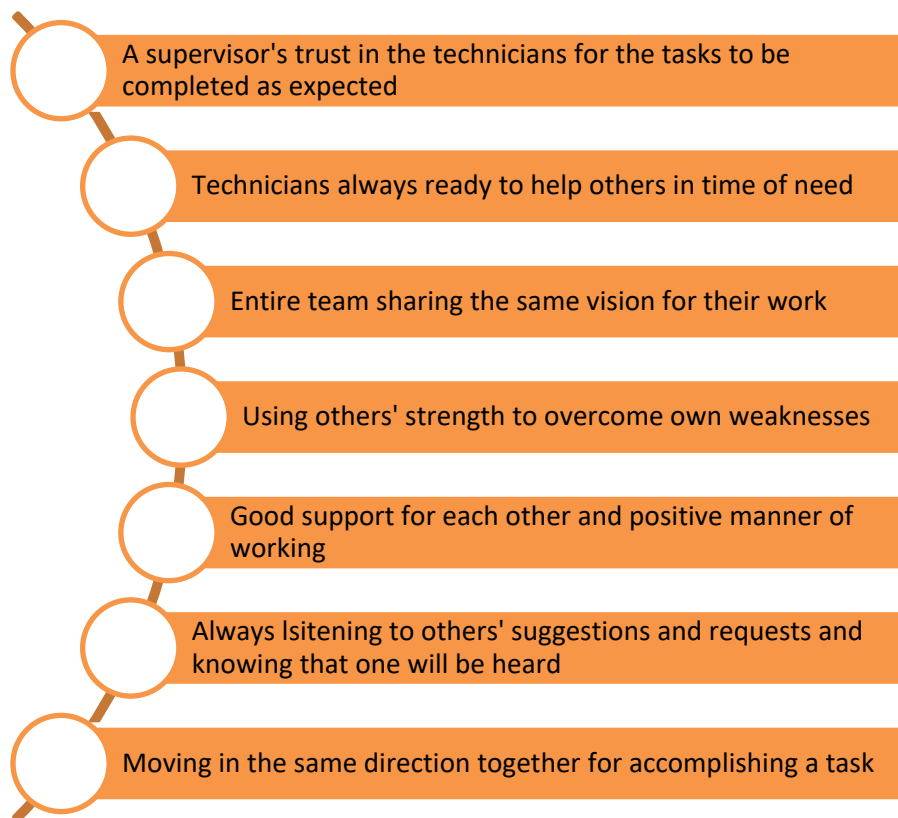 A supervisor's trust in the technicians for the tasks to be
completed as expected
Technicians always ready to help others in time of need
Entire team sharing the same vision for their work
Using others' strength to overcome own weaknesses
Good support for each other and positive manner of
working
Always lsitening to others' suggestions and requests and
knowing that one will be heard
Moving in the same direction together for accomplishing a task